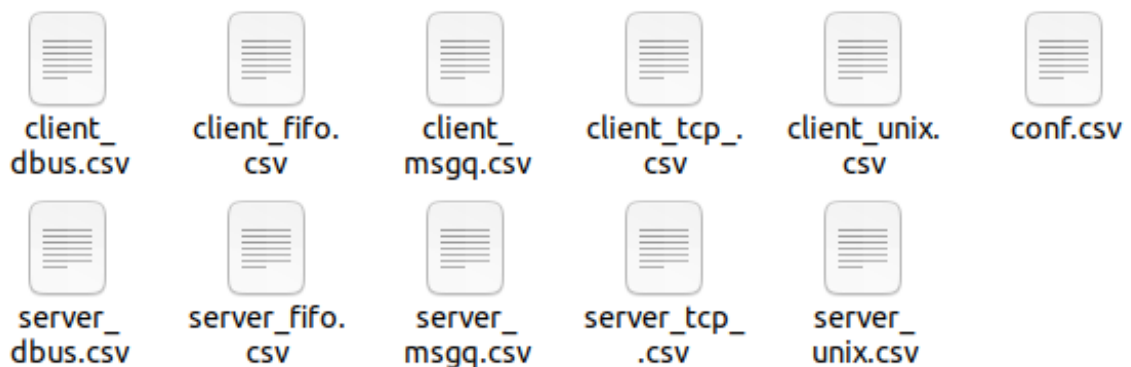 client_ client_fifo. client_ client_tcp_. client_unix. conf.csv
dbus.csv csv msgq.csv csv csv
server_ server_fifo. server_ server_tcp_ server_
dbus.csv csv msgq.csv .csv unix.csv